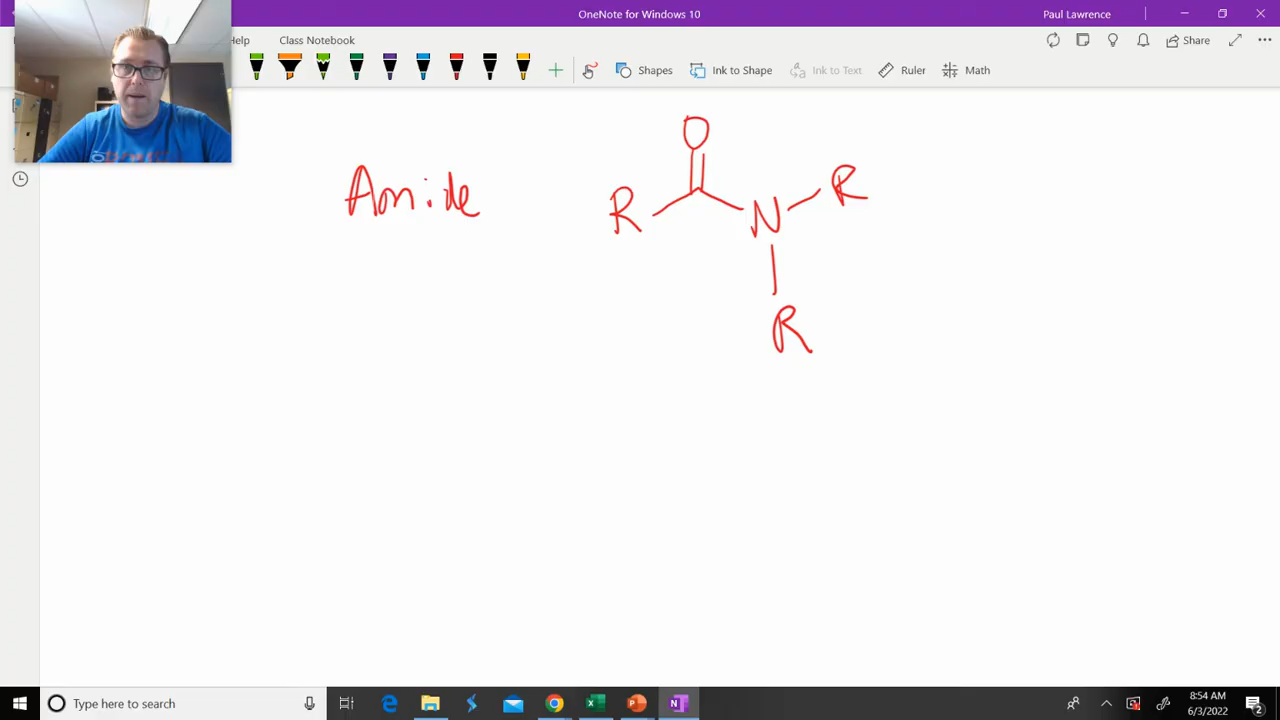 OneNote for Windows 10
Paul Lawrence
Help
Class Notebook
Share
Shapes
Ink to Shape
Ink to Text
Ruler
Math
Amide
O
R
N
R
R
Type here to search
8:54 AM
6/3/2022
2